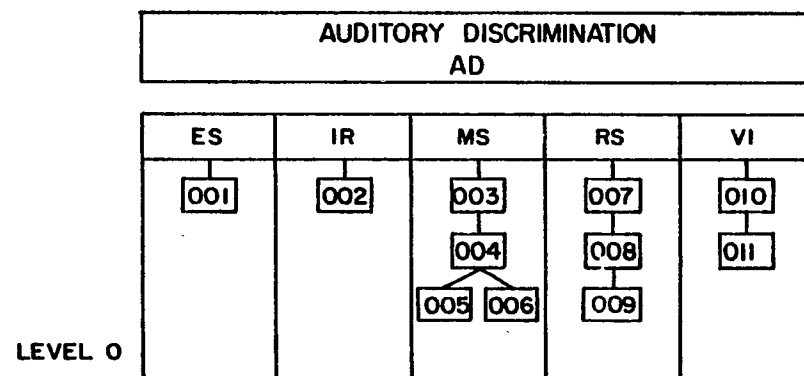 AUDITORY DISCRIMINATION
AD
ES IR MS RS VI
001 002 003 007 010
004 008 011
005 006 009
LEVEL 0